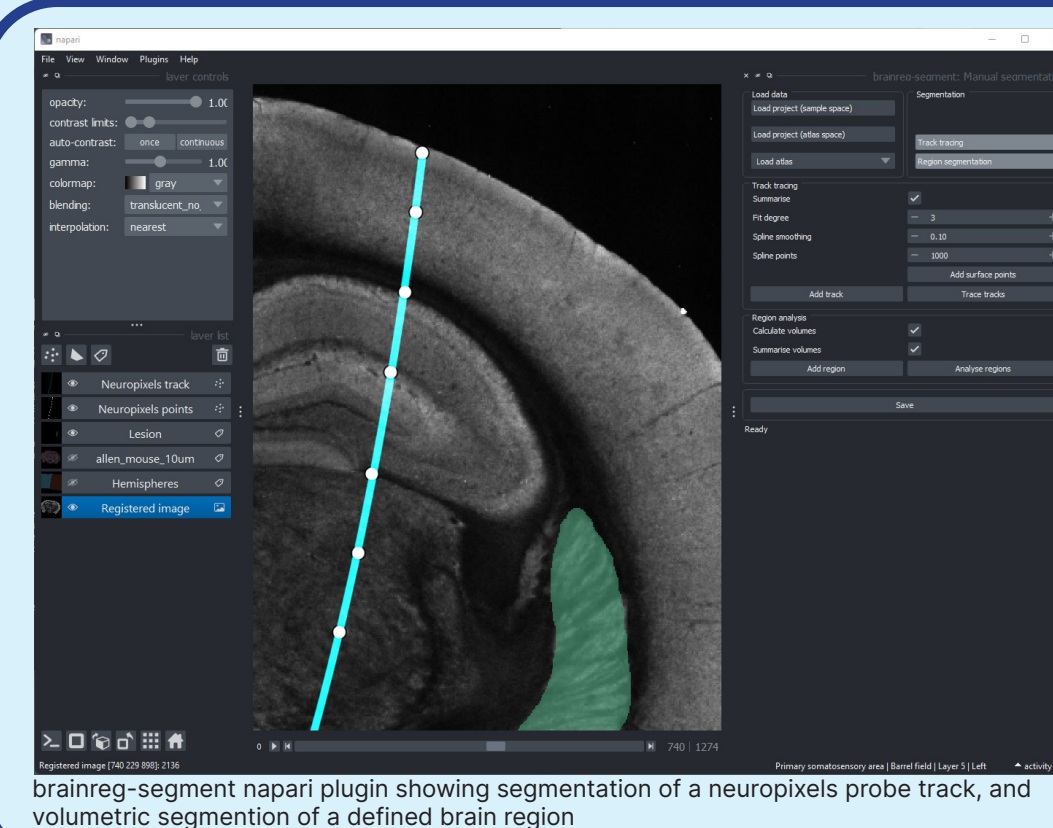 napari
File View Window Plugins Help
layer controls
brainreg-segment: Manual segmentati
opacity: 1.00
contrast limits:
auto-contrast: once continuous
gamma: 1.00
colormap: gray
blending: translucent_no_
interpolation: nearest
layer list
Neuropixels track
Neuropixels points
Lesion
allen_mouse_10um
Hemispheres
Registered image
Load data
Load project (sample space)
Load project (atlas space)
Load atlas
Segmentation
Track tracing
Region segmentation
Track tracing
Summarise
Fit degree − 3 +
Spline smoothing − 0.10 +
Spline points − 1000 +
Add surface points
Add track Trace tracks
Region analysis
Calculate volumes
Summarise volumes
Add region Analyse regions
Save
Ready
0 740 | 1274
Registered image [740 229 898]: 2136 Primary somatosensory area | Barrel field | Layer 5 | Left activity
brainreg-segment napari plugin showing segmentation of a neuropixels probe track, and
volumetric segmention of a defined brain region